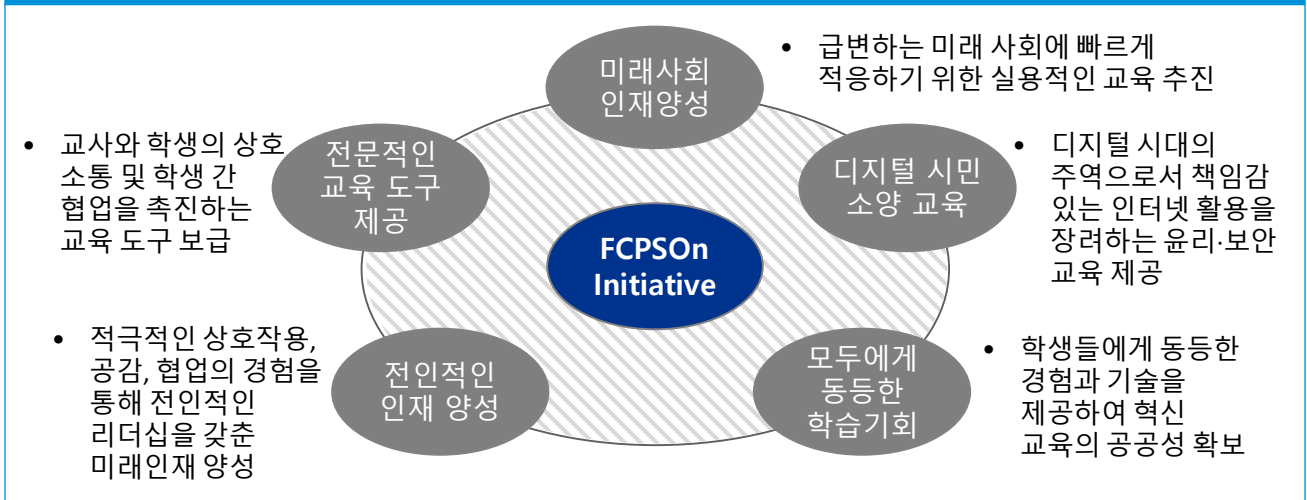 미래사회
인재양성
• 급변하는 미래 사회에 빠르게
적응하기 위한 실용적인 교육 추진
• 교사와 학생의 상호
소통 및 학생 간
협업을 촉진하는
교육 도구 보급
전문적인
교육 도구
제공
디지털 시민
소양 교육
• 디지털 시대의
주역으로서 책임감
있는 인터넷 활용을
장려하는 윤리·보안
교육 제공
FCPSOn
Initiative
• 적극적인 상호작용,
공감, 협업의 경험을
통해 전인적인
리더십을 갖춘
미래인재 양성
전인적인
인재 양성
모두에게
동등한
학습기회
• 학생들에게 동등한
경험과 기술을
제공하여 혁신
교육의 공공성 확보